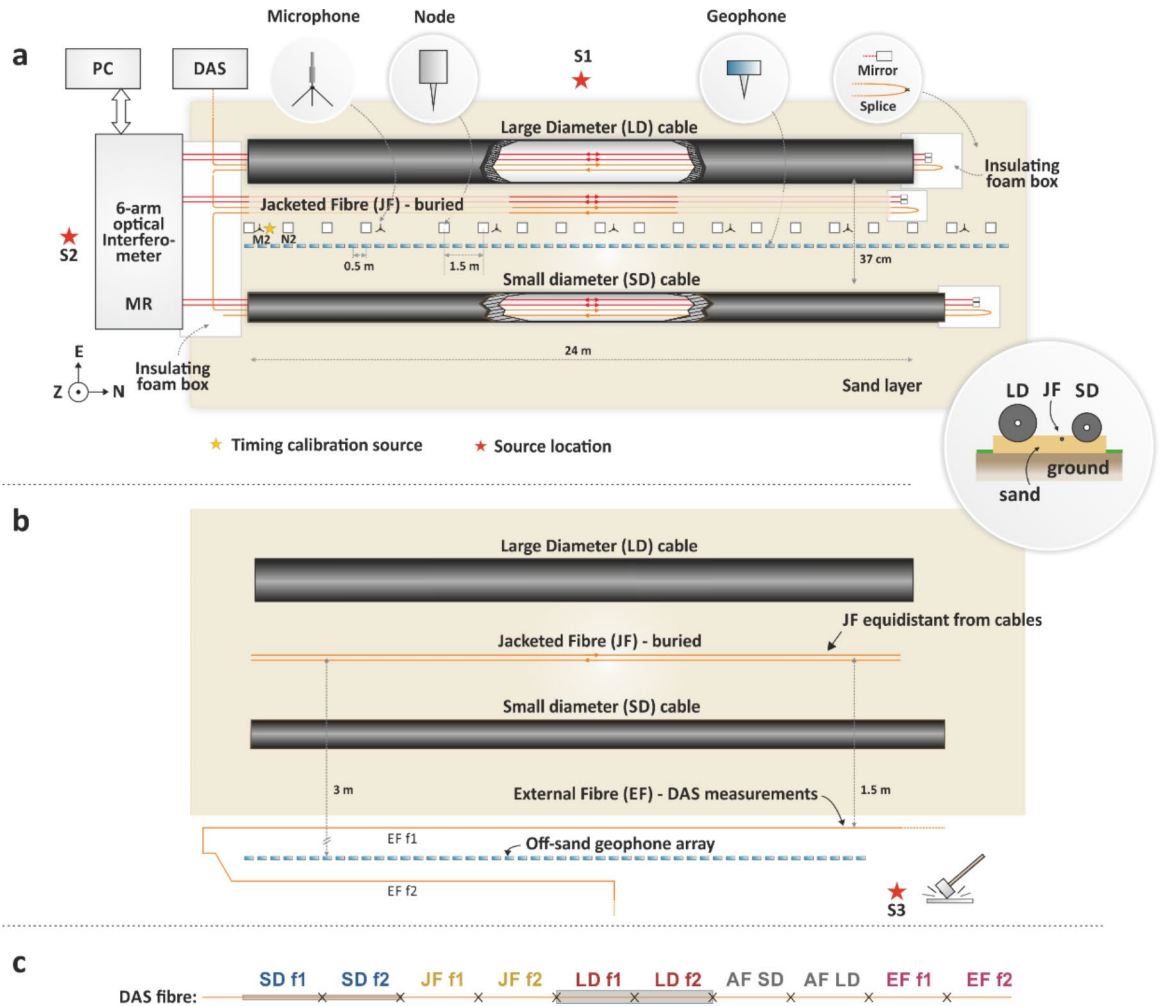 a
PC
DAS
Microphone
Node
S1
Geophone
Mirror
Splice
Large Diameter (LD) cable
Insulating
foam box
6-arm
optical
Interfero-
meter
MR
S2
Jacketed Fibre (JF) - buried
M2
N2
0.5 m
1.5 m
37 cm
Small diameter (SD) cable
24 m
Insulating
foam box
E
Z
N
Sand layer
Timing calibration source
Source location
LD JF SD
ground
sand
b
Large Diameter (LD) cable
JF equidistant from cables
Jacketed Fibre (JF) - buried
Small diameter (SD) cable
3 m
1.5 m
External Fibre (EF) - DAS measurements
EF f1
Off-sand geophone array
EF f2
S3
c
SD f1 SD f2 JF f1 JF f2 LD f1 LD f2 AF SD AF LD EF f1 EF f2
DAS fibre: